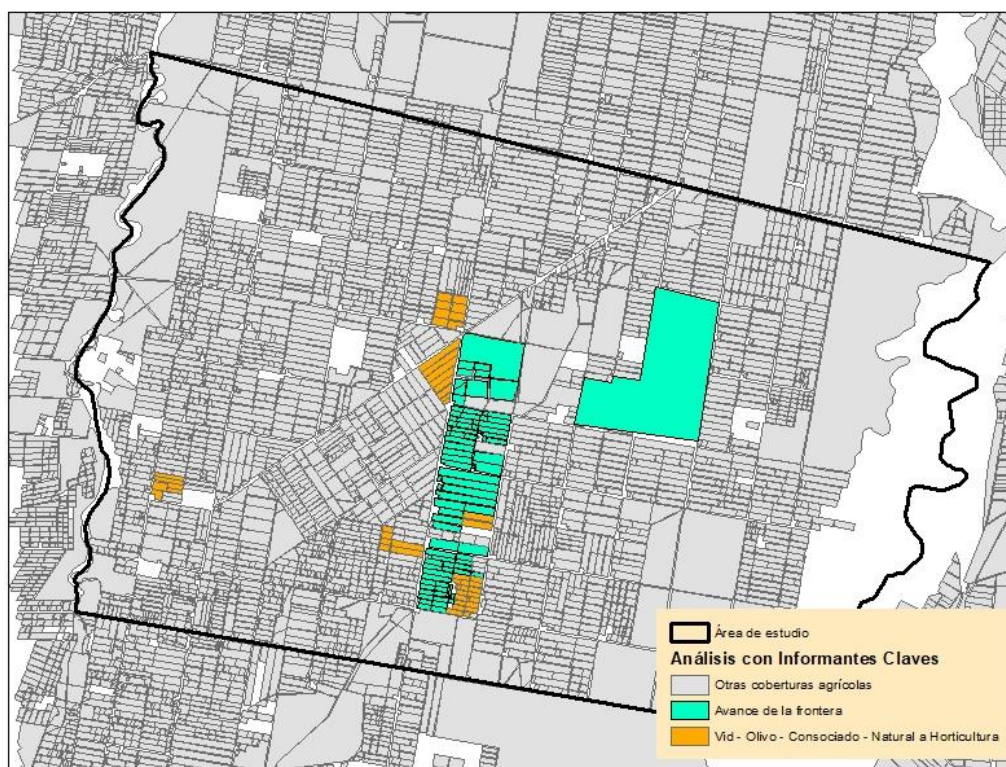 Área de estudio
Análisis con Informantes Claves
Otras coberturas agrícolas
Avance de la frontera
Vid - Olivo - Consociado - Natural a Horticultura